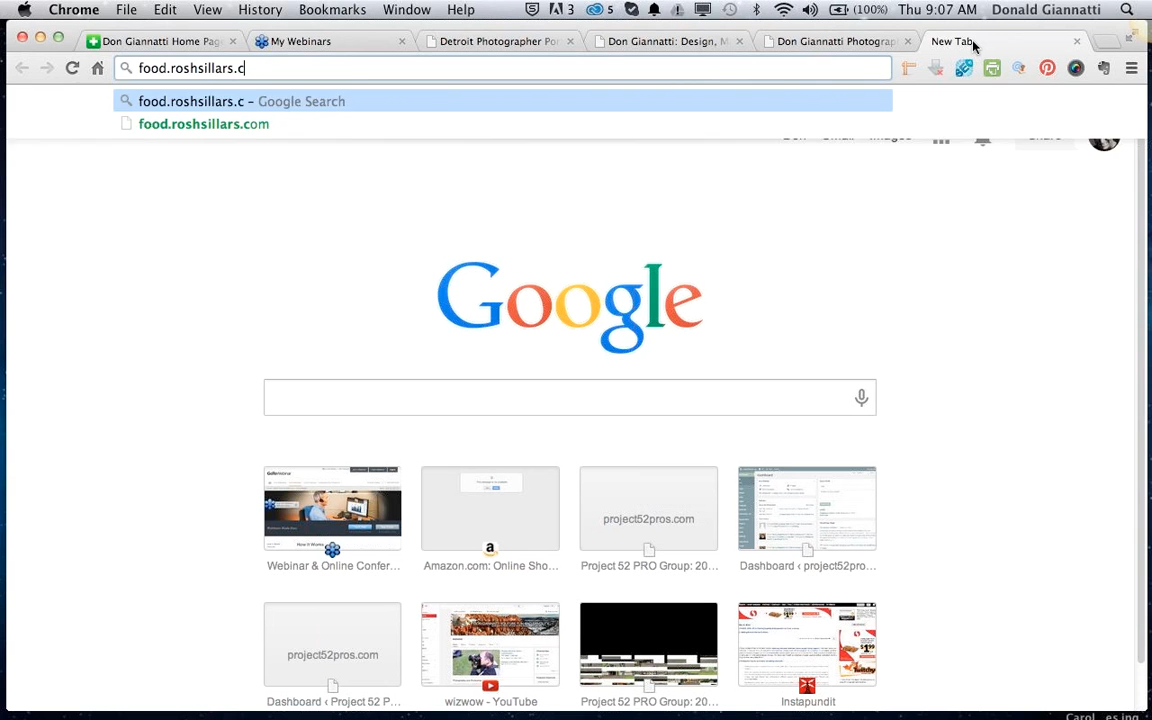 Chrome File Edit View History Bookmarks Window Help 3 5 (100%) Thu 9:07 AM Donald Giannatti
Don Giannatti Home Page My Webinars Detroit Photographer Por Don Giannatti: Design, M Don Giannatti Photograp New Tab
food.roshsillars.c
food.roshsillars.c – Google Search
food.roshsillars.com
Google
project52pros.com
Webinar & Online Confer... Amazon.com: Online Sho... Project 52 PRO Group: 20... Dashboard ‹ project52pro...
project52pros.com
Dashboard ‹ Project 52 P... wizwow - YouTube Project 52 PRO Group: 20... Instapundit